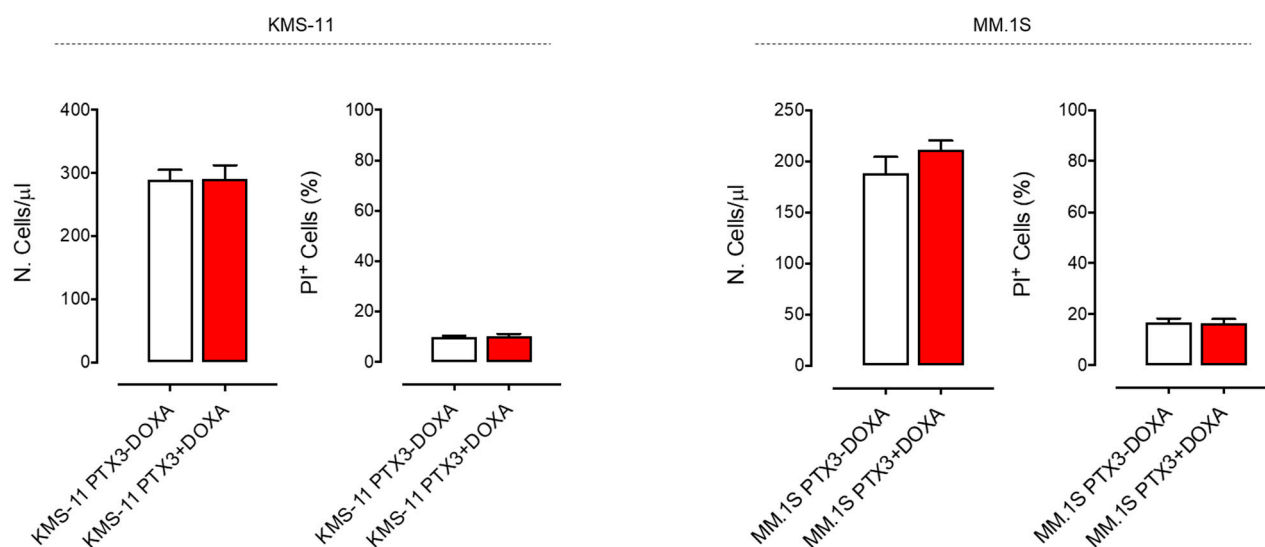 KMS-11
MM.1S
N. Cells/µl
400
300
200
100
0
KMS-11 PTX3-DOXA
KMS-11 PTX3+DOXA
PI+ Cells (%)
100
80
60
40
20
0
KMS-11 PTX3-DOXA
KMS-11 PTX3+DOXA
N. Cells/µl
250
200
150
100
50
0
MM.1S PTX3-DOXA
MM.1S PTX3+DOXA
PI+ Cells (%)
100
80
60
40
20
0
MM.1S PTX3-DOXA
MM.1S PTX3+DOXA